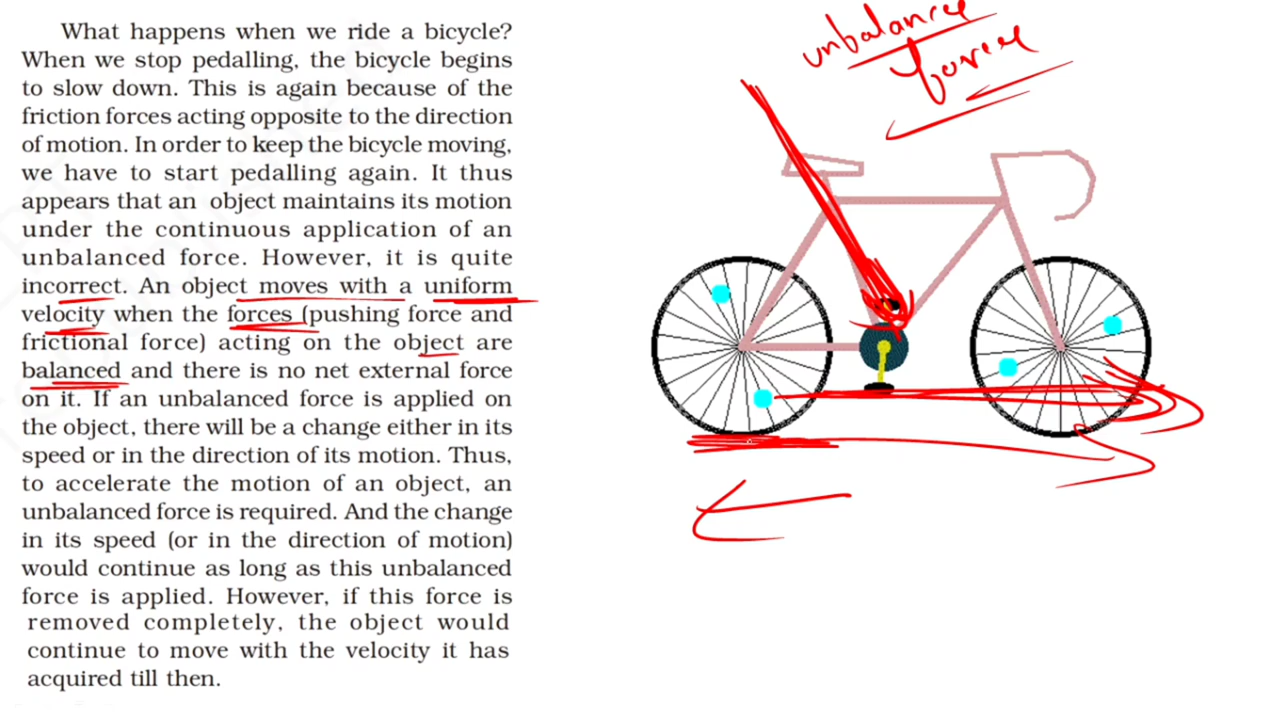 What happens when we ride a bicycle?
When we stop pedalling, the bicycle begins
to slow down. This is again because of the
friction forces acting opposite to the direction
of motion. In order to keep the bicycle moving,
we have to start pedalling again. It thus
appears that an object maintains its motion
under the continuous application of an
unbalanced force. However, it is quite
incorrect. An object moves with a uniform
velocity when the forces (pushing force and
frictional force) acting on the object are
balanced and there is no net external force
on it. If an unbalanced force is applied on
the object, there will be a change either in its
speed or in the direction of its motion. Thus,
to accelerate the motion of an object, an
unbalanced force is required. And the change
in its speed (or in the direction of motion)
would continue as long as this unbalanced
force is applied. However, if this force is
removed completely, the object would
continue to move with the velocity it has
acquired till then.
unbalance
force